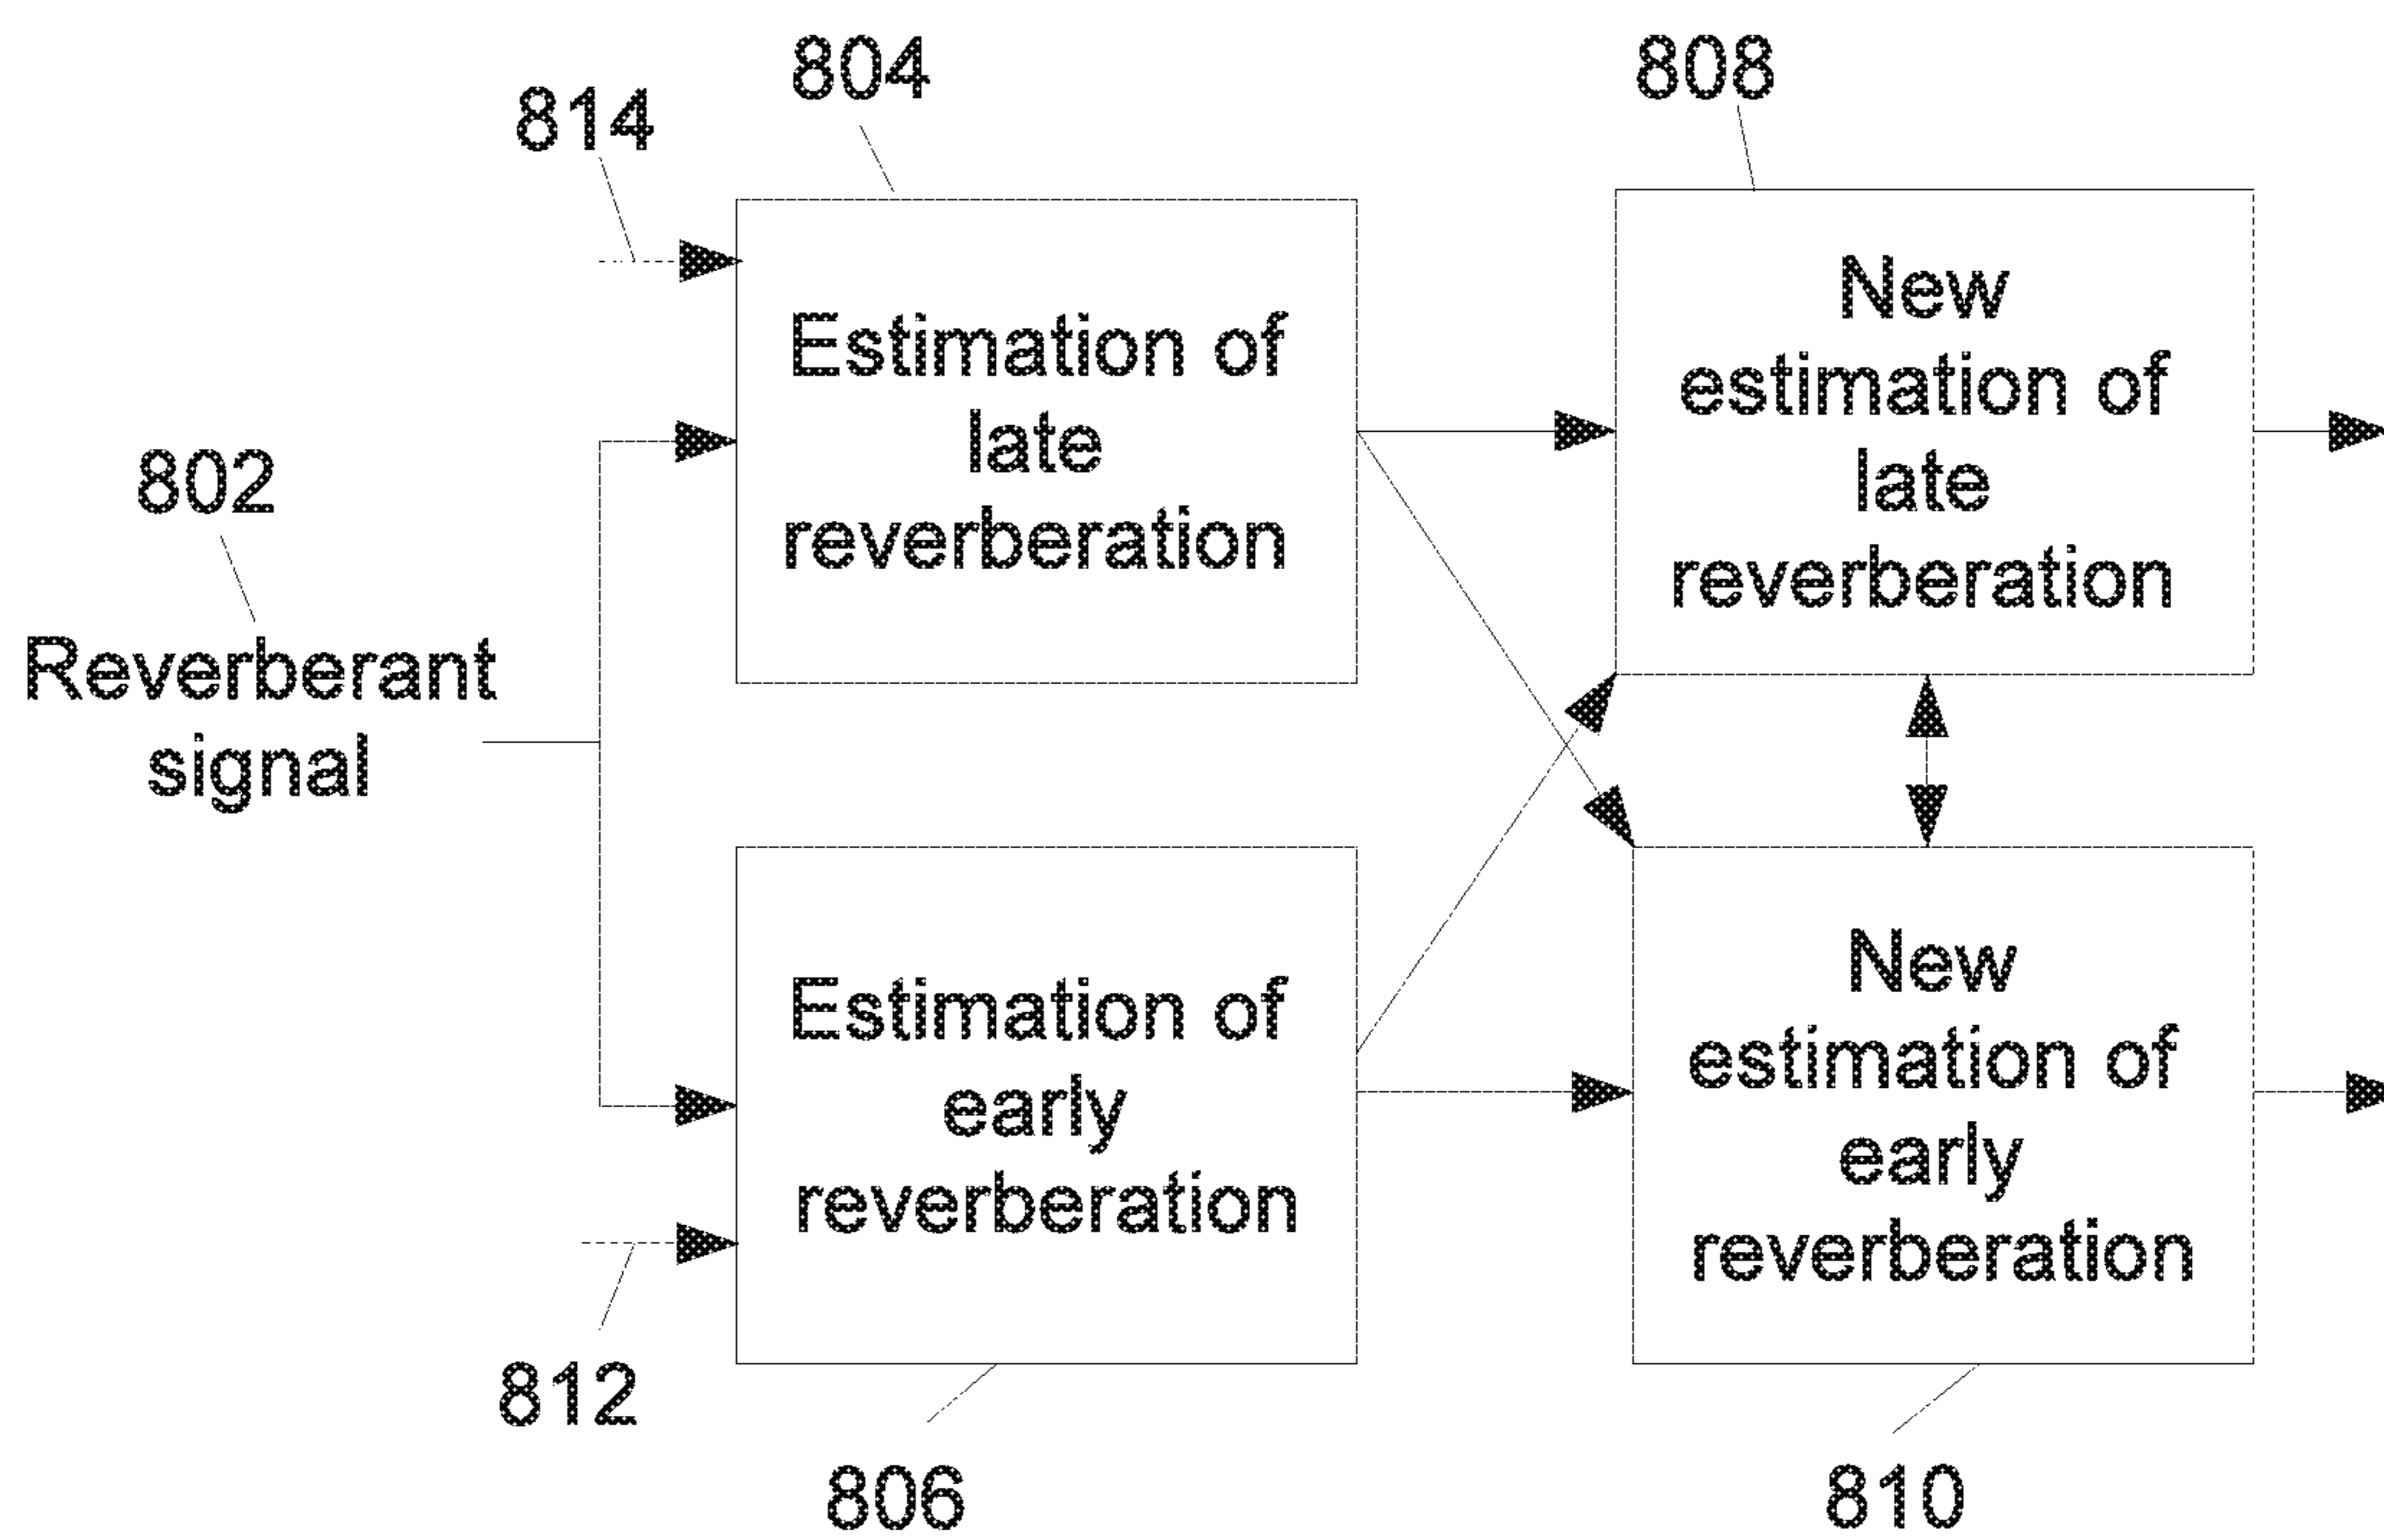 804
808
814
New
estimation of
late
reverberation
Estimation of
late
reverberation
802
Reverberant
signal
New
estimation of
early
reverberation
Estimation of
early
reverberation
812
806
810